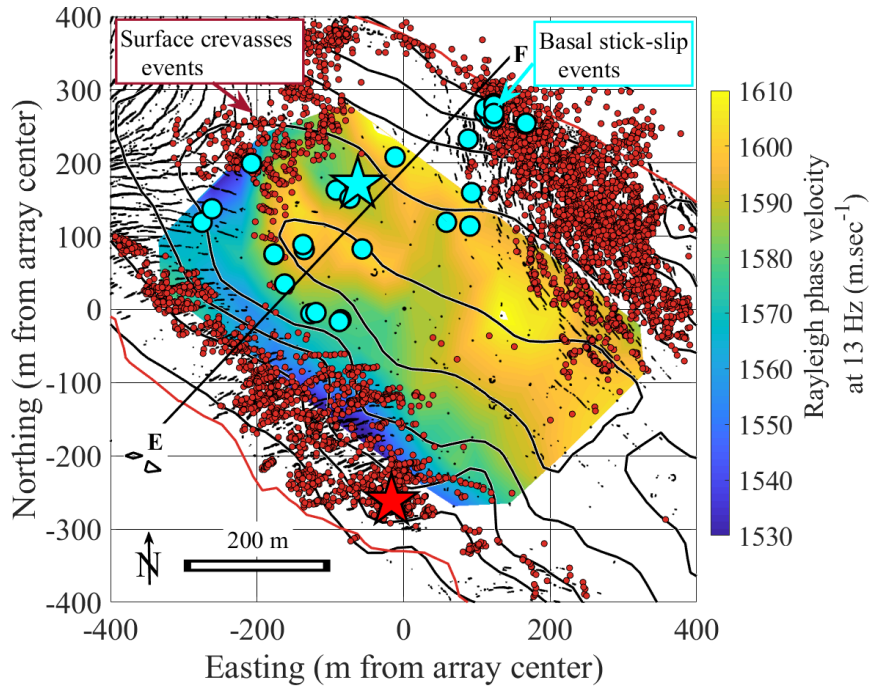 400
300
200
100
0
-100
-200
-300
-400
Northing (m from array center)
-400
-200
0
200
400
Easting (m from array center)
Surface crevasses
events
F
Basal stick-slip
events
E
N
200 m
1610
1600
1590
1580
1570
1560
1550
1540
1530
Rayleigh phase velocity
at 13 Hz (m.sec⁻¹)